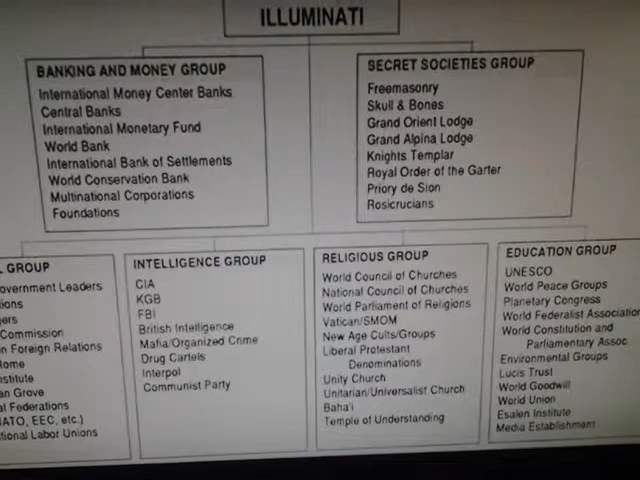 ILLUMINATI
BANKING AND MONEY GROUP
International Money Center Banks
Central Banks
International Monetary Fund
World Bank
International Bank of Settlements
World Conservation Bank
Multinational Corporations
Foundations
SECRET SOCIETIES GROUP
Freemasonry
Skull & Bones
Grand Orient Lodge
Grand Alpina Lodge
Knights Templar
Royal Order of the Garter
Priory de Sion
Rosicrucians
L GROUP
overnment Leaders
ions
gers
Commission
n Foreign Relations
Rome
nstitute
an Grove
al Federations
NATO, EEC, etc.)
tional Labor Unions
INTELLIGENCE GROUP
CIA
KGB
FBI
British Intelligence
Mafia/Organized Crime
Drug Cartels
Interpol
Communist Party
RELIGIOUS GROUP
World Council of Churches
National Council of Churches
World Parliament of Religions
Vatican/SMOM
New Age Cults/Groups
Liberal Protestant
Denominations
Unity Church
Unitarian/Universalist Church
Baha'i
Temple of Understanding
EDUCATION GROUP
UNESCO
World Peace Groups
Planetary Congress
World Federalist Association
World Constitution and
Parliamentary Assoc.
Environmental Groups
Lucis Trust
World Goodwill
World Union
Esalen Institute
Media Establishment